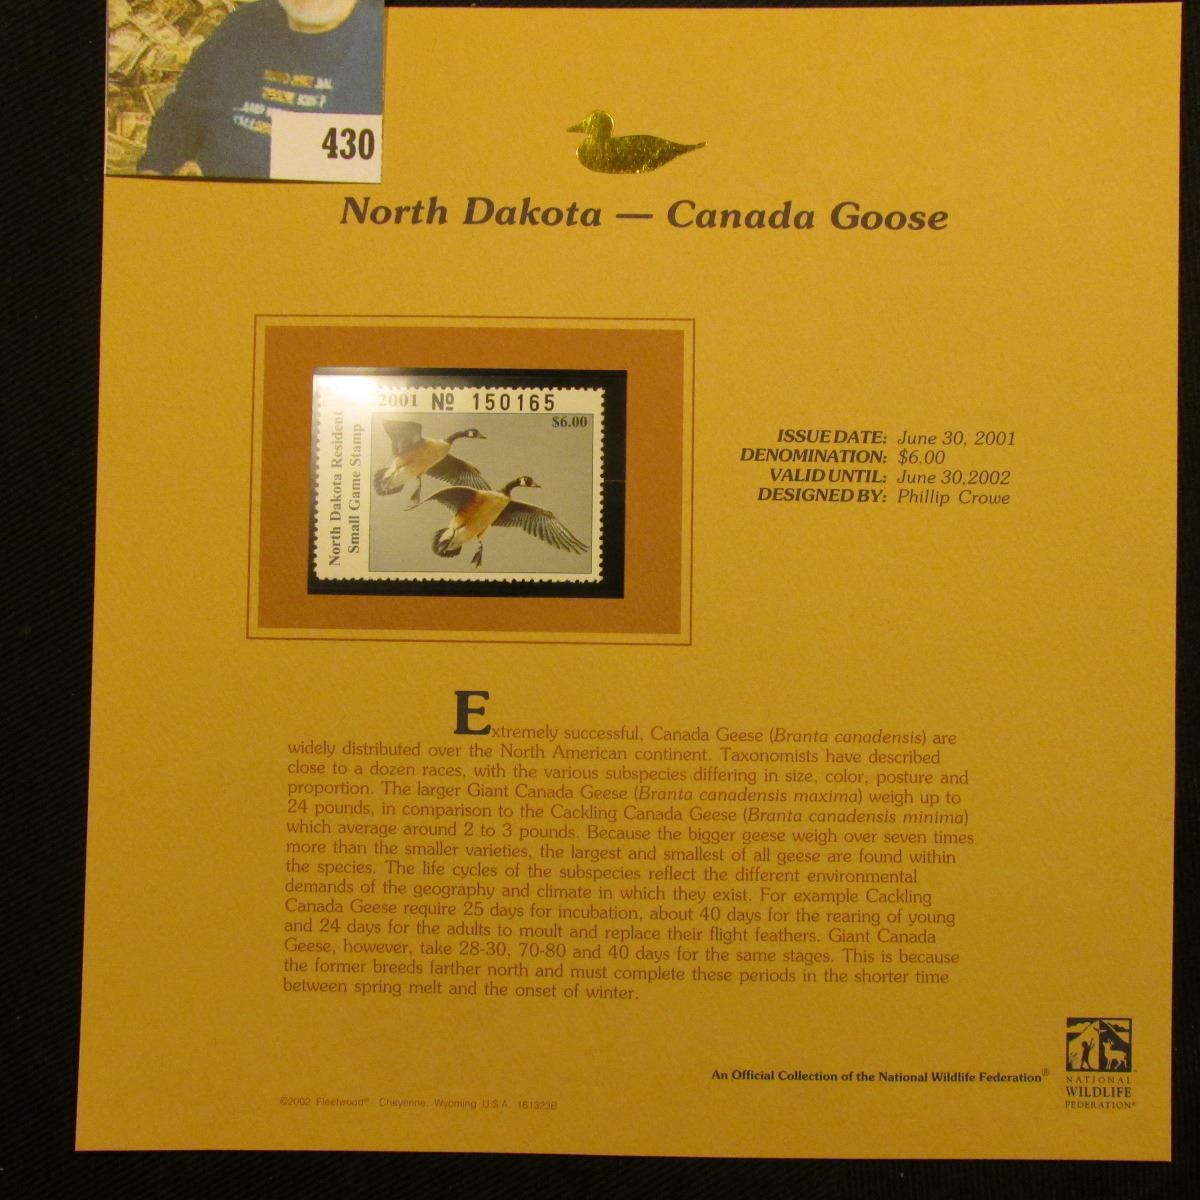 430
North Dakota — Canada Goose
2001 № 150165
$6.00
North Dakota Resident
Small Game Stamp
ISSUE DATE: June 30, 2001
DENOMINATION: $6.00
VALID UNTIL: June 30,2002
DESIGNED BY: Phillip Crowe
Extremely successful, Canada Geese (Branta canadensis) are
widely distributed over the North American continent. Taxonomists have described
close to a dozen races, with the various subspecies differing in size, color, posture and
proportion. The larger Giant Canada Geese (Branta canadensis maxima) weigh up to
24 pounds, in comparison to the Cackling Canada Geese (Branta canadensis minima)
which average around 2 to 3 pounds. Because the bigger geese weigh over seven times
more than the smaller varieties, the largest and smallest of all geese are found within
the species. The life cycles of the subspecies reflect the different environmental
demands of the geography and climate in which they exist. For example Cackling
Canada Geese require 25 days for incubation, about 40 days for the rearing of young
and 24 days for the adults to moult and replace their flight feathers. Giant Canada
Geese, however, take 28-30, 70-80 and 40 days for the same stages. This is because
the former breeds farther north and must complete these periods in the shorter time
between spring melt and the onset of winter.
An Official Collection of the National Wildlife Federation®
NATIONAL
WILDLIFE
FEDERATION®
©2002 Fleetwood® Cheyenne, Wyoming U.S.A. 161323B